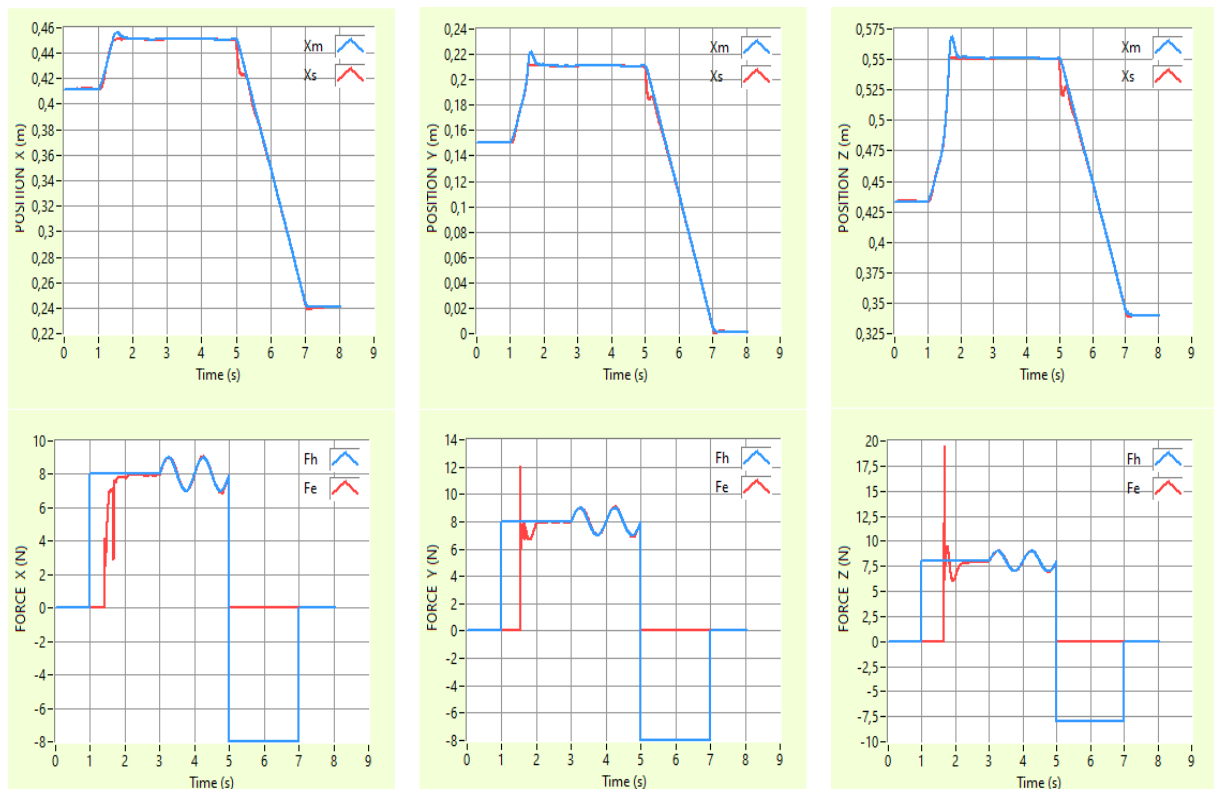 POSITION X (m)
0,46
0,44
0,42
0,4
0,38
0,36
0,34
0,32
0,3
0,28
0,26
0,24
0,22
Xm
Xs
0 1 2 3 4 5 6 7 8 9
Time (s)
POSITION Y (m)
0,24
0,22
0,2
0,18
0,16
0,14
0,12
0,1
0,08
0,06
0,04
0,02
0
Xm
Xs
0 1 2 3 4 5 6 7 8 9
Time (s)
POSITION Z (m)
0,575
0,55
0,525
0,5
0,475
0,45
0,425
0,4
0,375
0,35
0,325
Xm
Xs
0 1 2 3 4 5 6 7 8 9
Time (s)
FORCE X (N)
10
8
6
4
2
0
-2
-4
-6
-8
Fh
Fe
0 1 2 3 4 5 6 7 8 9
Time (s)
FORCE Y (N)
14
12
10
8
6
4
2
0
-2
-4
-6
-8
Fh
Fe
0 1 2 3 4 5 6 7 8 9
Time (s)
FORCE Z (N)
20
17,5
15
12,5
10
7,5
5
2,5
0
-2,5
-5
-7,5
-10
Fh
Fe
0 1 2 3 4 5 6 7 8 9
Time (s)